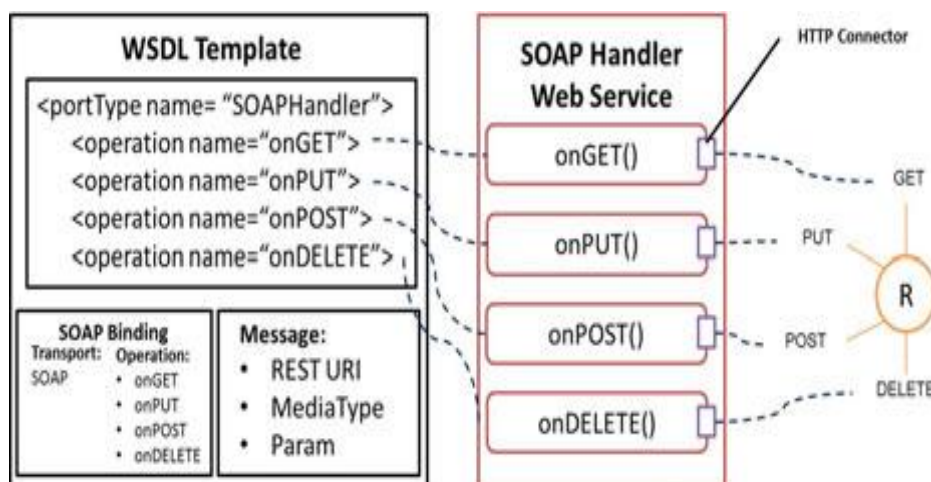 WSDL Template
<portType name= “SOAPHandler”>
<operation name=“onGET”>
<operation name=“onPUT”>
<operation name=“onPOST”>
<operation name=“onDELETE”>
SOAP Binding
Transport:
SOAP
Operation:
• onGET
• onPUT
• onPOST
• onDELETE
Message:
• REST URI
• MediaType
• Param
SOAP Handler
Web Service
onGET()
onPUT()
onPOST()
onDELETE()
HTTP Connector
GET
PUT
R
POST
DELETE